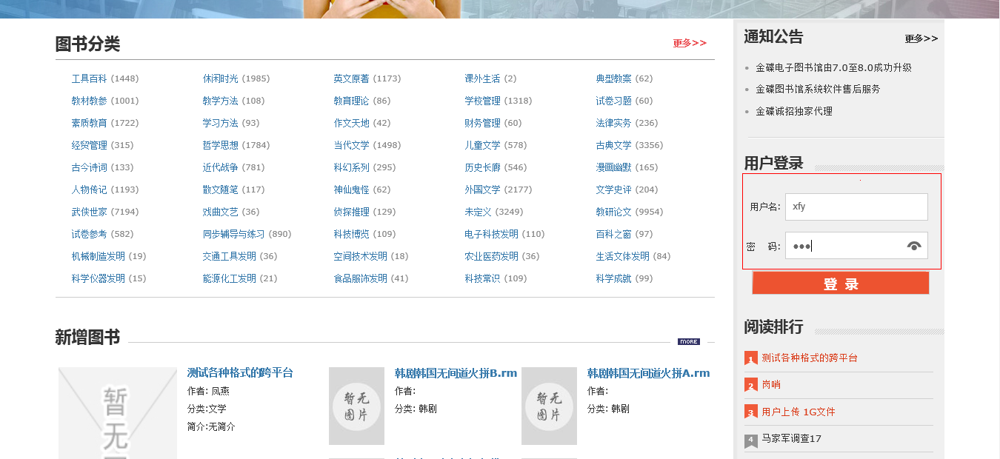 图书分类
更多>>
工具百科 (1448) 休闲时光 (1985) 英文原著 (1173) 课外生活 (2) 典型教案 (62)
教材教参 (1001) 教学方法 (108) 教育理论 (86) 学校管理 (1318) 试卷习题 (60)
素质教育 (1722) 学习方法 (93) 作文天地 (42) 财务管理 (60) 法律实务 (236)
经贸管理 (315) 哲学思想 (1784) 当代文学 (1498) 儿童文学 (578) 古典文学 (3356)
古今诗词 (133) 近代战争 (781) 科幻系列 (295) 历史长廊 (546) 漫画幽默 (165)
人物传记 (1193) 散文随笔 (117) 神仙鬼怪 (62) 外国文学 (2177) 文学史评 (204)
武侠世家 (7194) 戏曲文艺 (36) 侦探推理 (129) 未定义 (3249) 教研论文 (9954)
试卷参考 (582) 同步辅导与练习 (890) 科技博览 (109) 电子科技发明 (110) 百科之窗 (97)
机械制造发明 (19) 交通工具发明 (36) 空间技术发明 (18) 农业医药发明 (36) 生活文体发明 (84)
科学仪器发明 (15) 能源化工发明 (21) 食品服饰发明 (41) 科技常识 (109) 科学成就 (99)
新增图书
MORE
暂无
测试各种格式的跨平台
作者: 凤燕
分类:文学
简介:无简介
暂无
图片
韩剧韩国无间道火拼B.rm
作者:
分类: 韩剧
暂无
图片
韩剧韩国无间道火拼A.rm
作者:
分类: 韩剧
通知公告
更多>>
金碟电子图书馆由7.0至8.0成功升级
金碟图书馆系统软件售后服务
金碟诚招独家代理
用户登录
用户名: xfy
密 码:
登 录
阅读排行
1 测试各种格式的跨平台
2 岗哨
3 用户上传 1G文件
4 马家军调查17